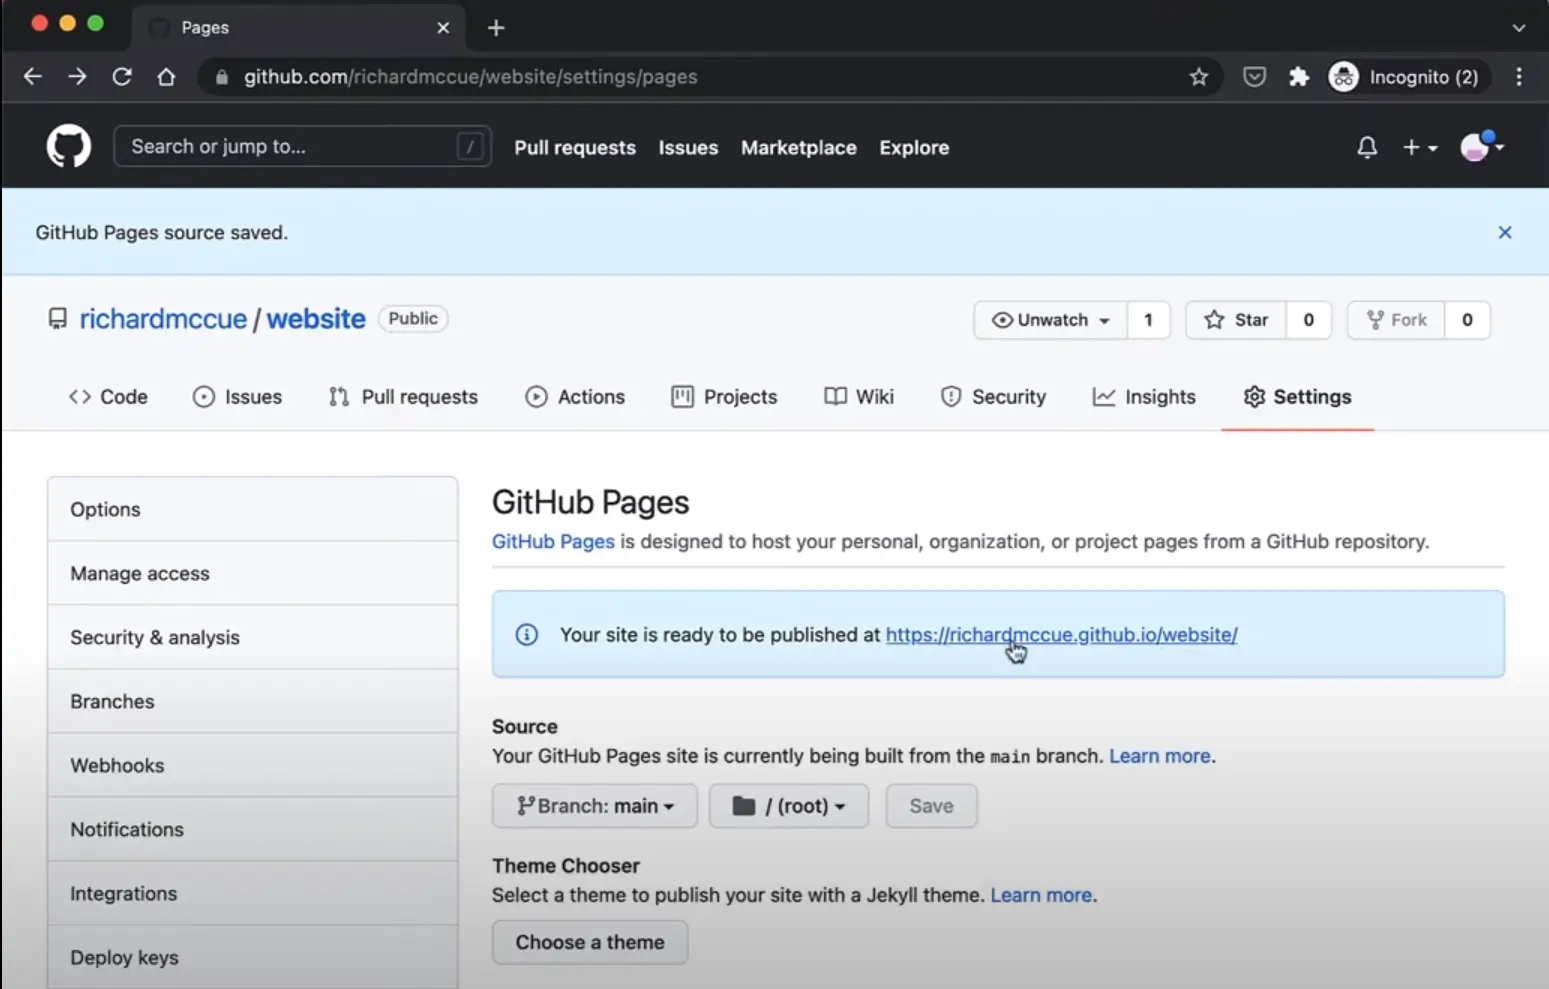 Pages
github.com/richardmccue/website/settings/pages
Incognito (2)
Search or jump to... /
Pull requests Issues Marketplace Explore
GitHub Pages source saved.
richardmccue / website Public
Unwatch 1 Star 0 Fork 0
Code Issues Pull requests Actions Projects Wiki Security Insights Settings
Options
Manage access
Security & analysis
Branches
Webhooks
Notifications
Integrations
Deploy keys
GitHub Pages
GitHub Pages is designed to host your personal, organization, or project pages from a GitHub repository.
Your site is ready to be published at https://richardmccue.github.io/website/
Source
Your GitHub Pages site is currently being built from the main branch. Learn more.
Branch: main / (root) Save
Theme Chooser
Select a theme to publish your site with a Jekyll theme. Learn more.
Choose a theme